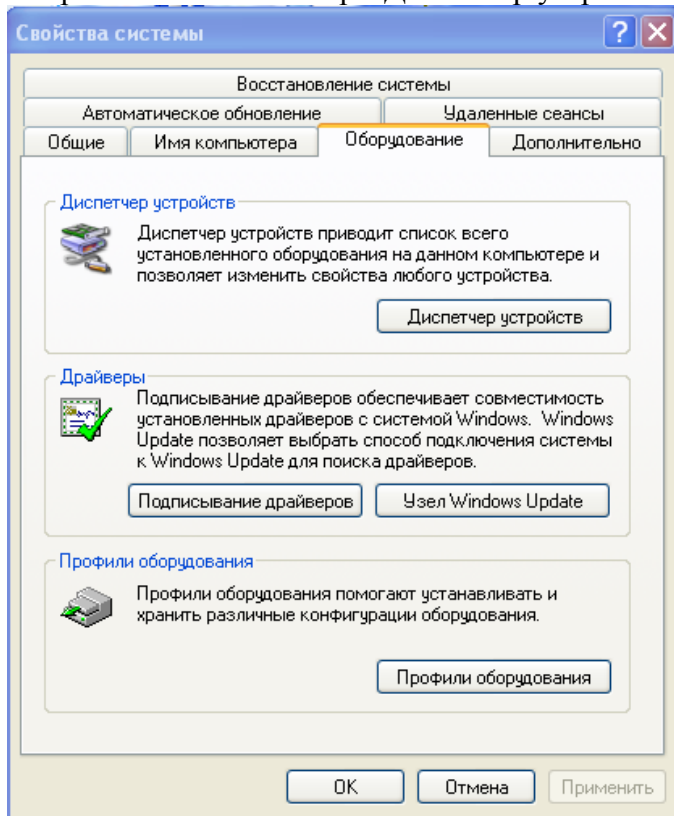 Свойства системы
Восстановление системы
Автоматическое обновление
Удаленные сеансы
Общие
Имя компьютера
Оборудование
Дополнительно
Диспетчер устройств
Диспетчер устройств приводит список всего
установленного оборудования на данном компьютере и
позволяет изменить свойства любого устройства.
Диспетчер устройств
Драйверы
Подписывание драйверов обеспечивает совместимость
установленных драйверов с системой Windows. Windows
Update позволяет выбрать способ подключения системы
к Windows Update для поиска драйверов.
Подписывание драйверов
Узел Windows Update
Профили оборудования
Профили оборудования помогают устанавливать и
хранить различные конфигурации оборудования.
Профили оборудования
OK
Отмена
Применить